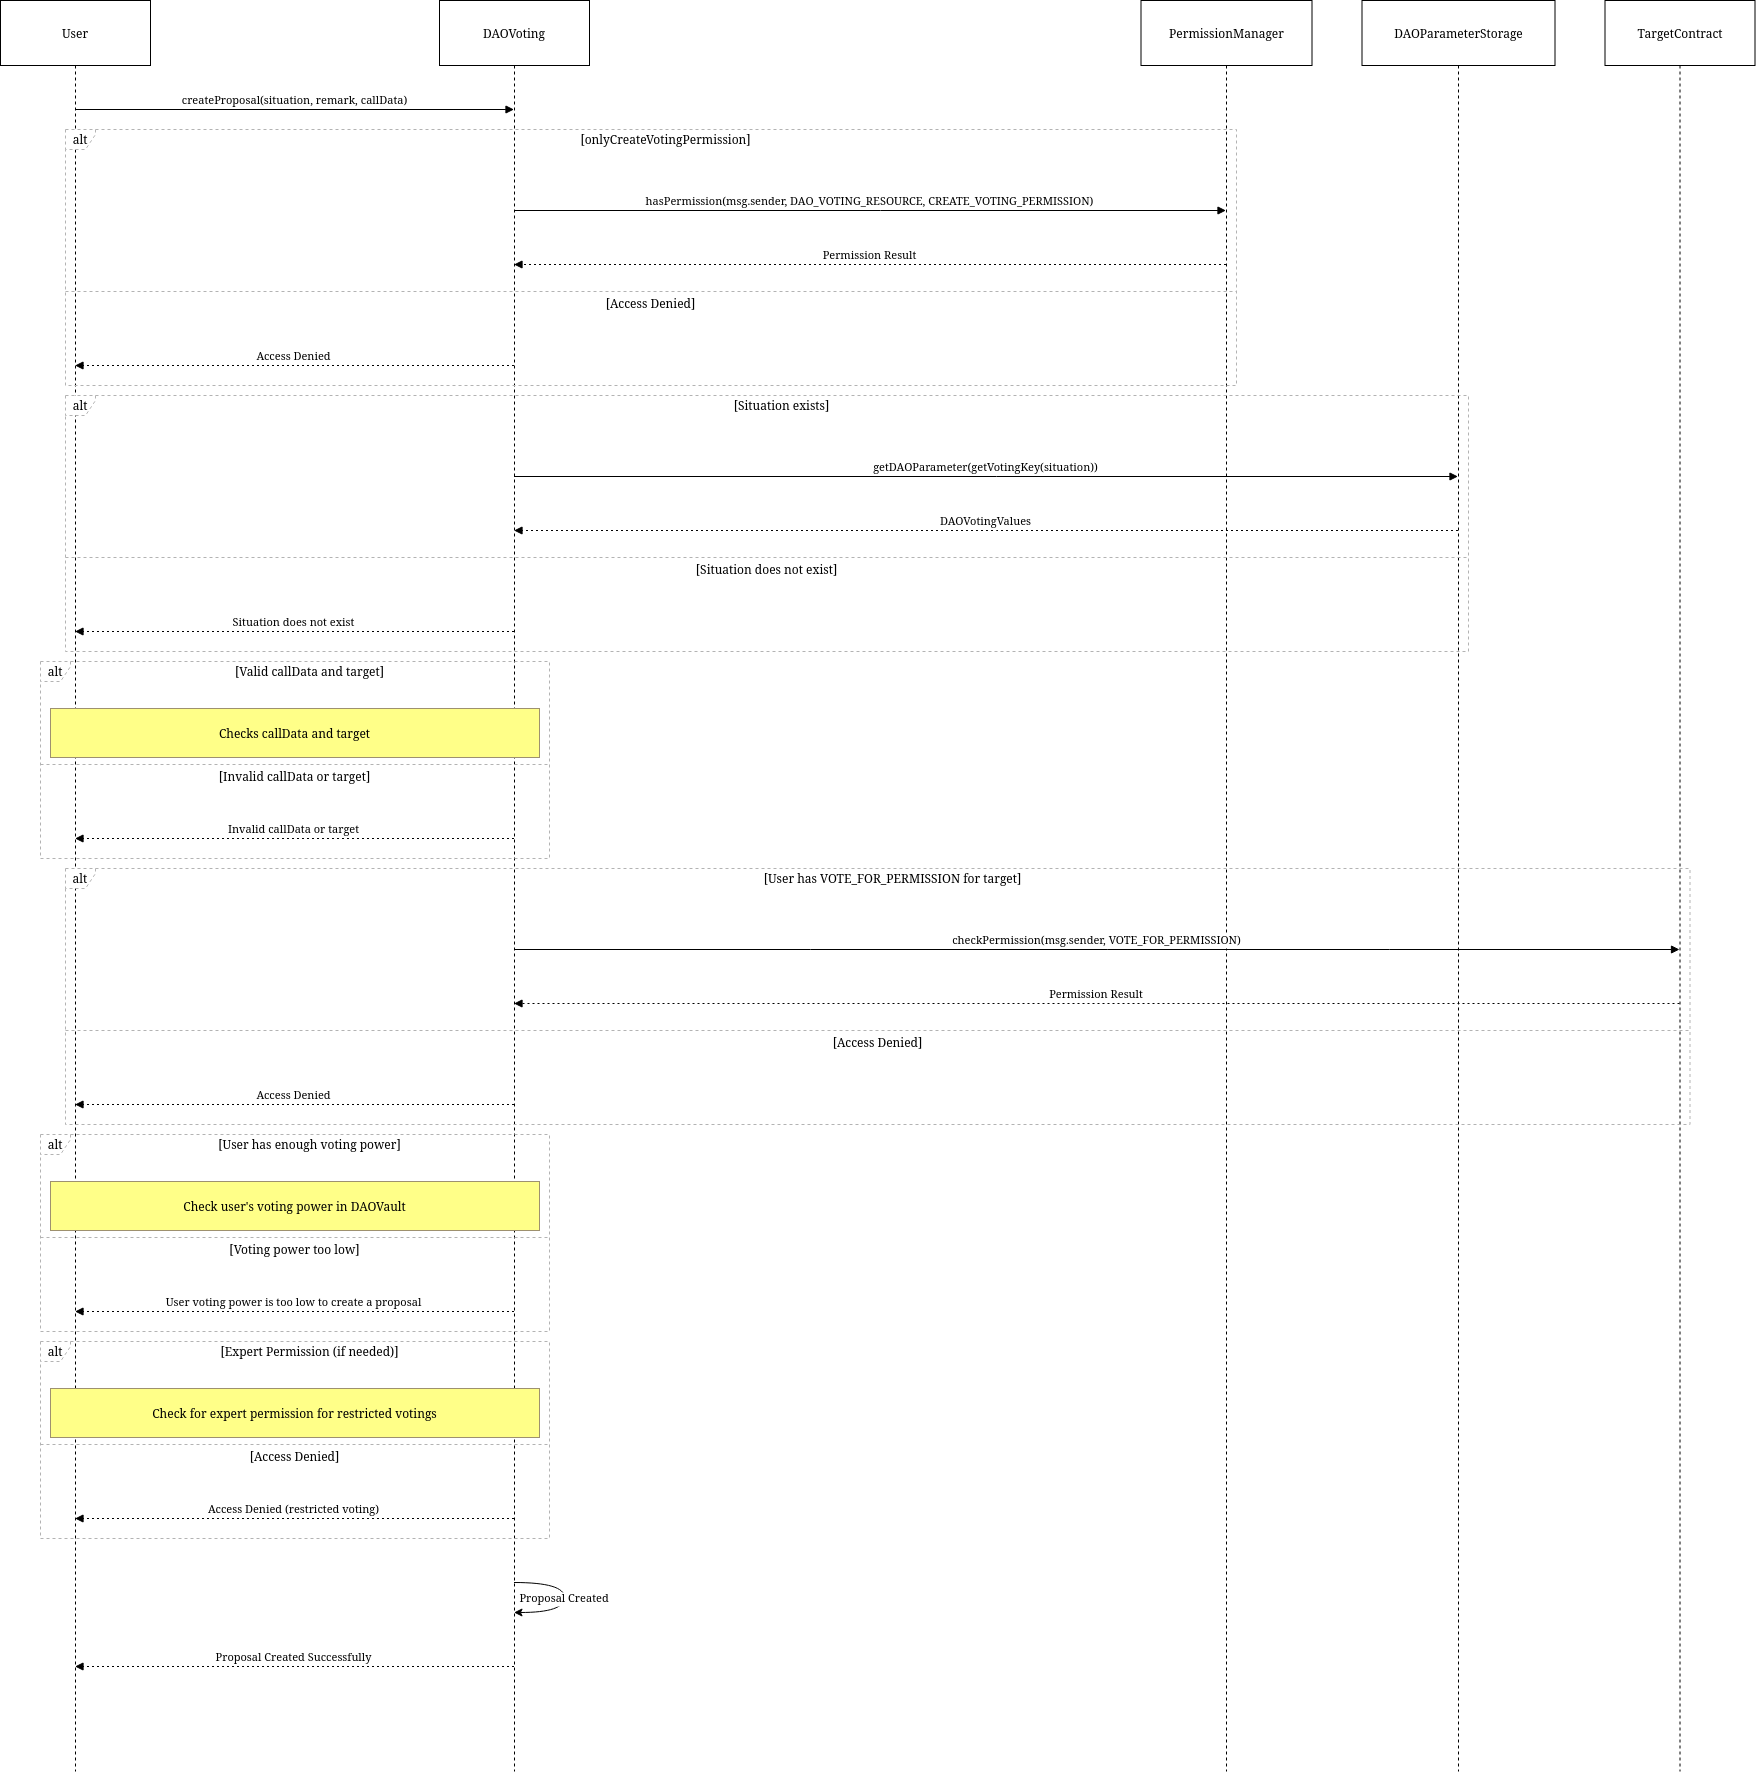 User
DAOVoting
PermissionManager
DAOParameterStorage
TargetContract
createProposal(situation, remark, callData)
alt
[onlyCreateVotingPermission]
hasPermission(msg.sender, DAO_VOTING_RESOURCE, CREATE_VOTING_PERMISSION)
Permission Result
[Access Denied]
Access Denied
alt
[Situation exists]
getDAOParameter(getVotingKey(situation))
DAOVotingValues
[Situation does not exist]
Situation does not exist
alt
[Valid callData and target]
Checks callData and target
[Invalid callData or target]
Invalid callData or target
alt
[User has VOTE_FOR_PERMISSION for target]
checkPermission(msg.sender, VOTE_FOR_PERMISSION)
Permission Result
[Access Denied]
Access Denied
alt
[User has enough voting power]
Check user's voting power in DAOVault
[Voting power too low]
User voting power is too low to create a proposal
alt
[Expert Permission (if needed)]
Check for expert permission for restricted votings
[Access Denied]
Access Denied (restricted voting)
Proposal Created
Proposal Created Successfully